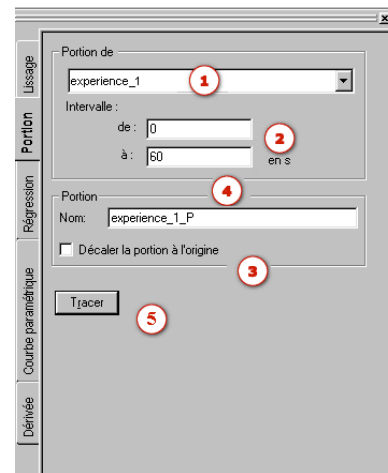 Portion de
experience_1
1
Intervalle :
de : 0
2
à : 60
en s
4
Portion
Nom: experience_1_P
Décaler la portion à l'origine
3
Tracer
5
Lissage
Portion
Régression
Courbe paramétrique
Dérivée
x